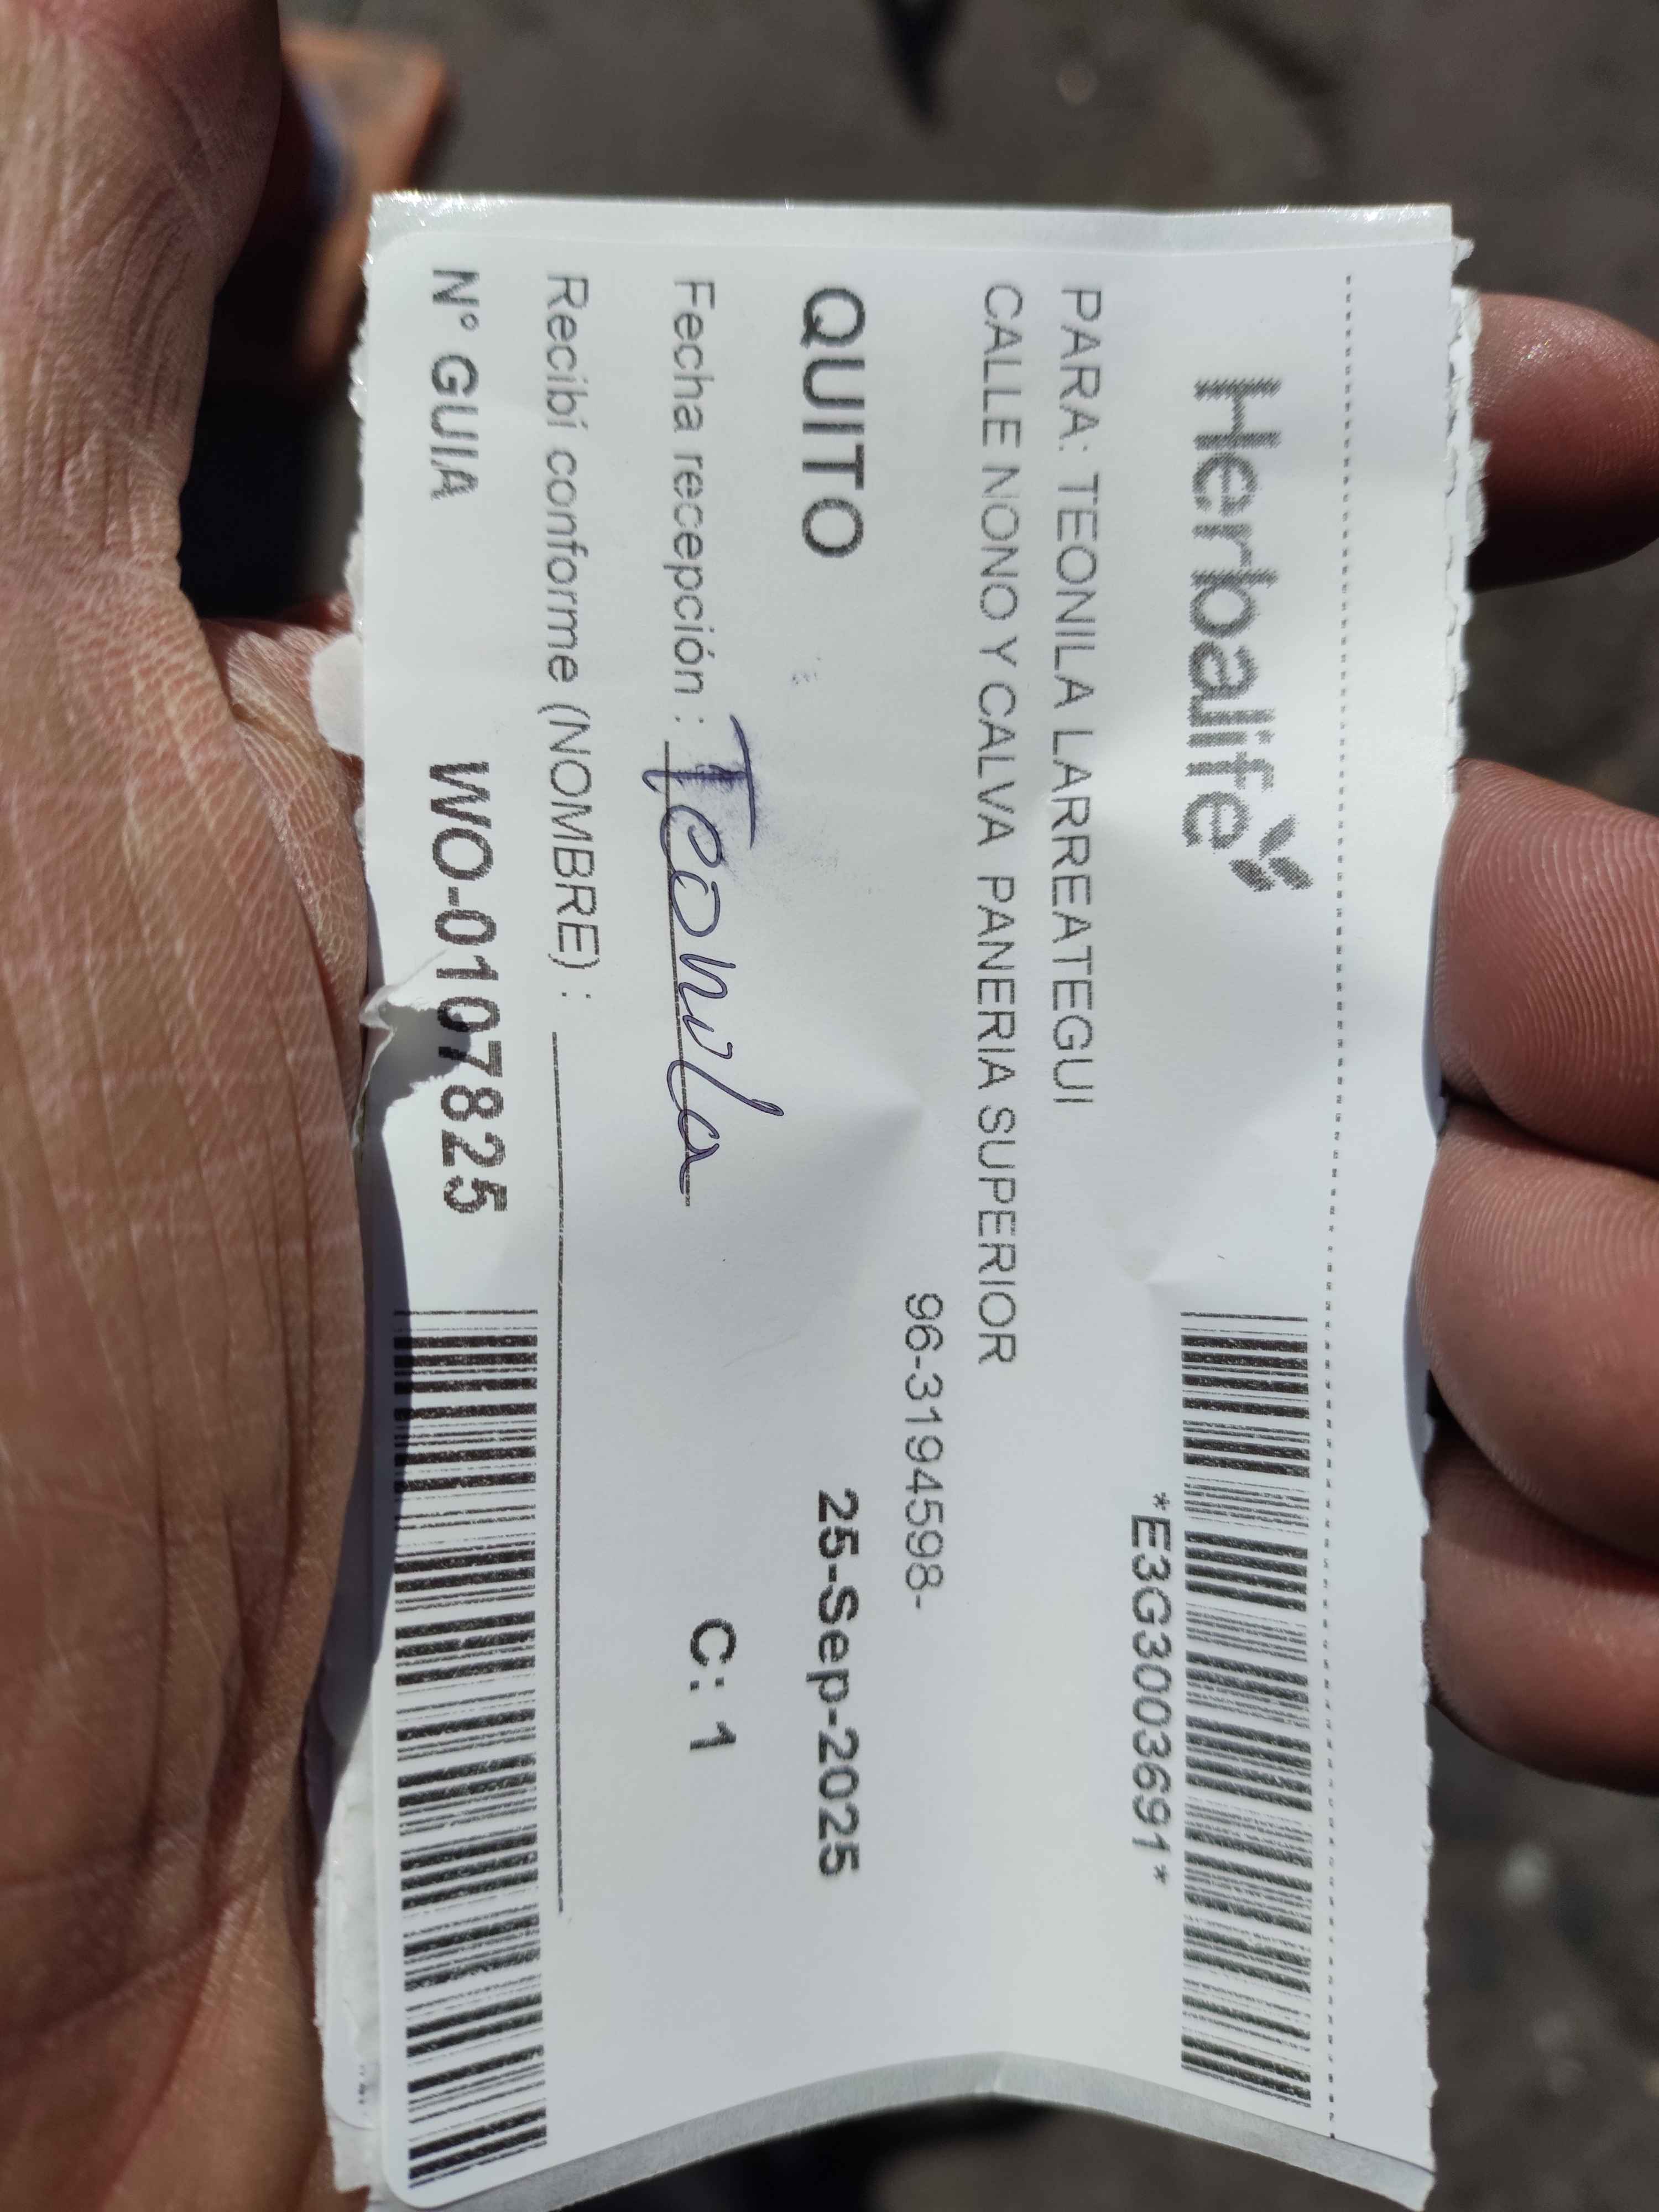 Herbalife
*E3G3003691*
PARA: TEONILA LARREATEGUI
CALLE NONO Y CALVA PANERIA SUPERIOR
96-3194598-
QUITO 25-Sep-2025
Fecha recepción : Teonila C: 1
Recibí conforme (NOMBRE) :
N° GUIA WO-0107825